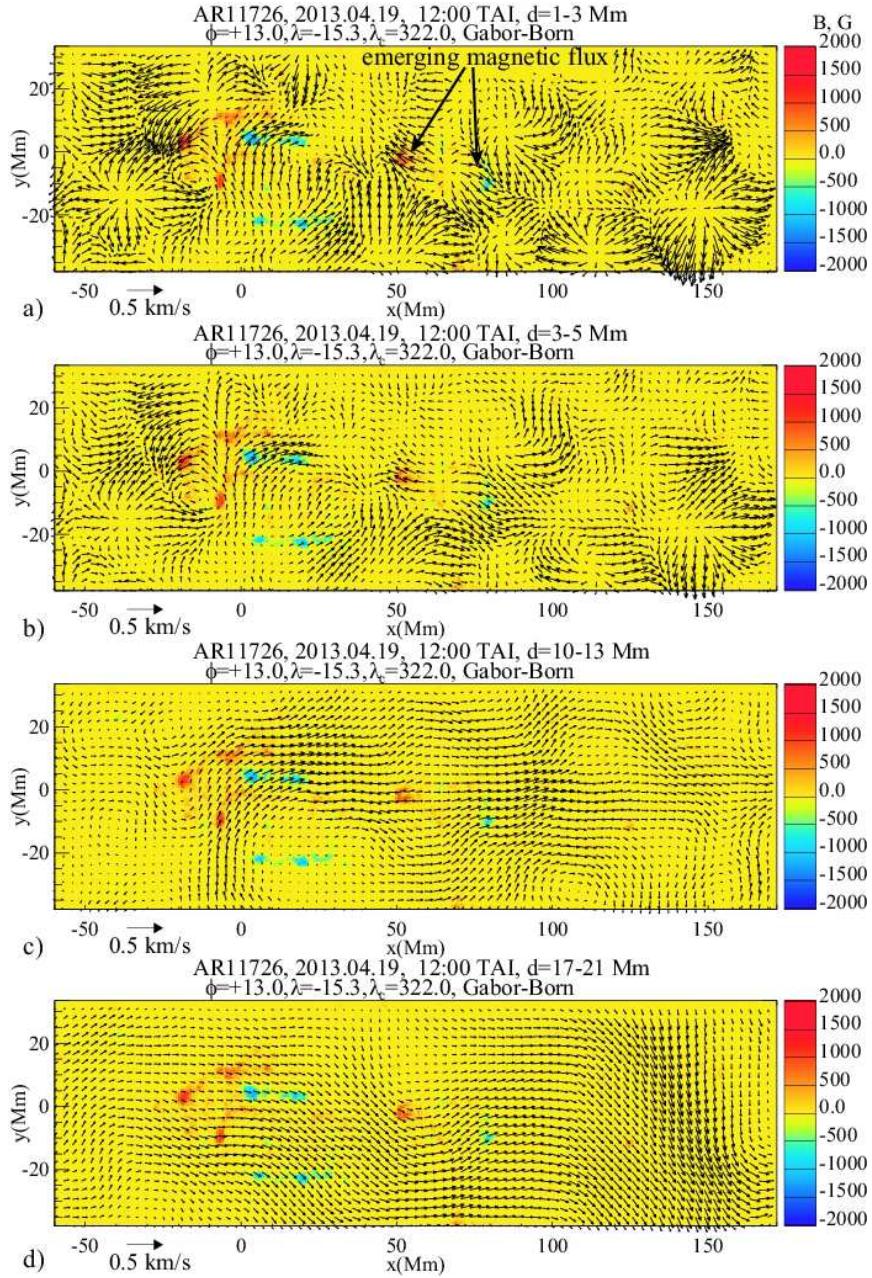 AR11726, 2013.04.19, 12:00 TAI, d=1-3 Mm
ϕ=+13.0,λ=-15.3,λc=322.0, Gabor-Born
B, G
emerging magnetic flux
2000
1500
1000
500
0.0
-500
-1000
-1500
-2000
y(Mm)
20
0
-20
-50
0
50
100
150
a)
0.5 km/s
x(Mm)
AR11726, 2013.04.19, 12:00 TAI, d=3-5 Mm
ϕ=+13.0,λ=-15.3,λc=322.0, Gabor-Born
2000
1500
1000
500
0.0
-500
-1000
-1500
-2000
y(Mm)
20
0
-20
-50
0
50
100
150
b)
0.5 km/s
x(Mm)
AR11726, 2013.04.19, 12:00 TAI, d=10-13 Mm
ϕ=+13.0,λ=-15.3,λc=322.0, Gabor-Born
2000
1500
1000
500
0.0
-500
-1000
-1500
-2000
y(Mm)
20
0
-20
-50
0
50
100
150
c)
0.5 km/s
x(Mm)
AR11726, 2013.04.19, 12:00 TAI, d=17-21 Mm
ϕ=+13.0,λ=-15.3,λc=322.0, Gabor-Born
2000
1500
1000
500
0.0
-500
-1000
-1500
-2000
y(Mm)
20
0
-20
-50
0
50
100
150
d)
0.5 km/s
x(Mm)